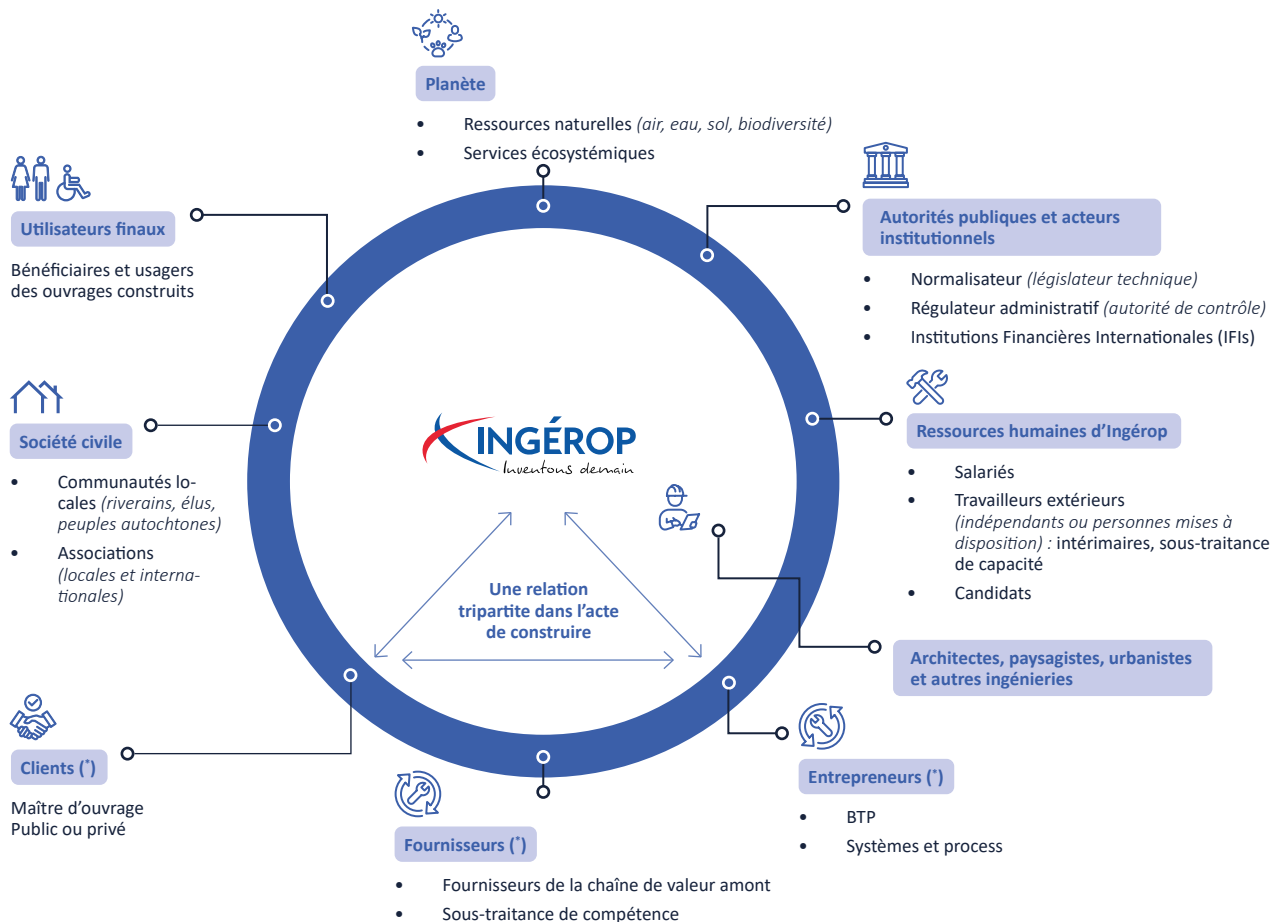 Planète
• Ressources naturelles (air, eau, sol, biodiversité)
• Services écosystémiques
Utilisateurs finaux
Bénéficiaires et usagers
des ouvrages construits
Autorités publiques et acteurs
institutionnels
• Normalisateur (législateur technique)
• Régulateur administratif (autorité de contrôle)
• Institutions Financières Internationales (IFIs)
Société civile
• Communautés lo-
cales (riverains, élus,
peuples autochtones)
• Associations
(locales et interna-
tionales)
INGÉROP
Inventons demain
Ressources humaines d'Ingérop
• Salariés
• Travailleurs extérieurs
(indépendants ou personnes mises à
disposition) : intérimaires, sous-traitance
de capacité
• Candidats
Une relation
tripartite dans l'acte
de construire
Architectes, paysagistes, urbanistes
et autres ingénieries
Clients (*)
Maître d'ouvrage
Public ou privé
Entrepreneurs (*)
• BTP
• Systèmes et process
Fournisseurs (*)
• Fournisseurs de la chaîne de valeur amont
• Sous-traitance de compétence